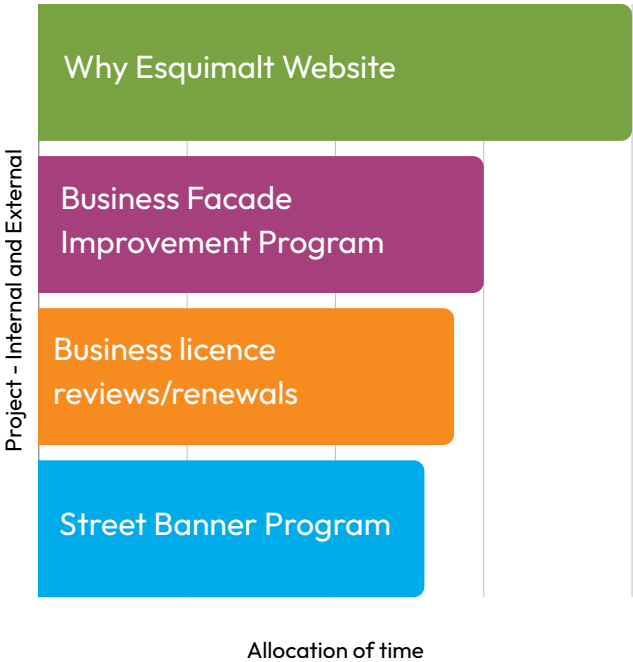 Why Esquimalt Website
Business Facade
Improvement Program
Business licence
reviews/renewals
Street Banner Program
Project - Internal and External
Allocation of time